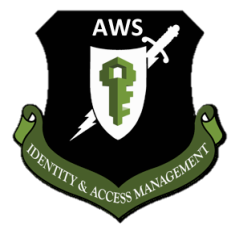 AWS
IDENTITY & ACCESS MANAGEMENT